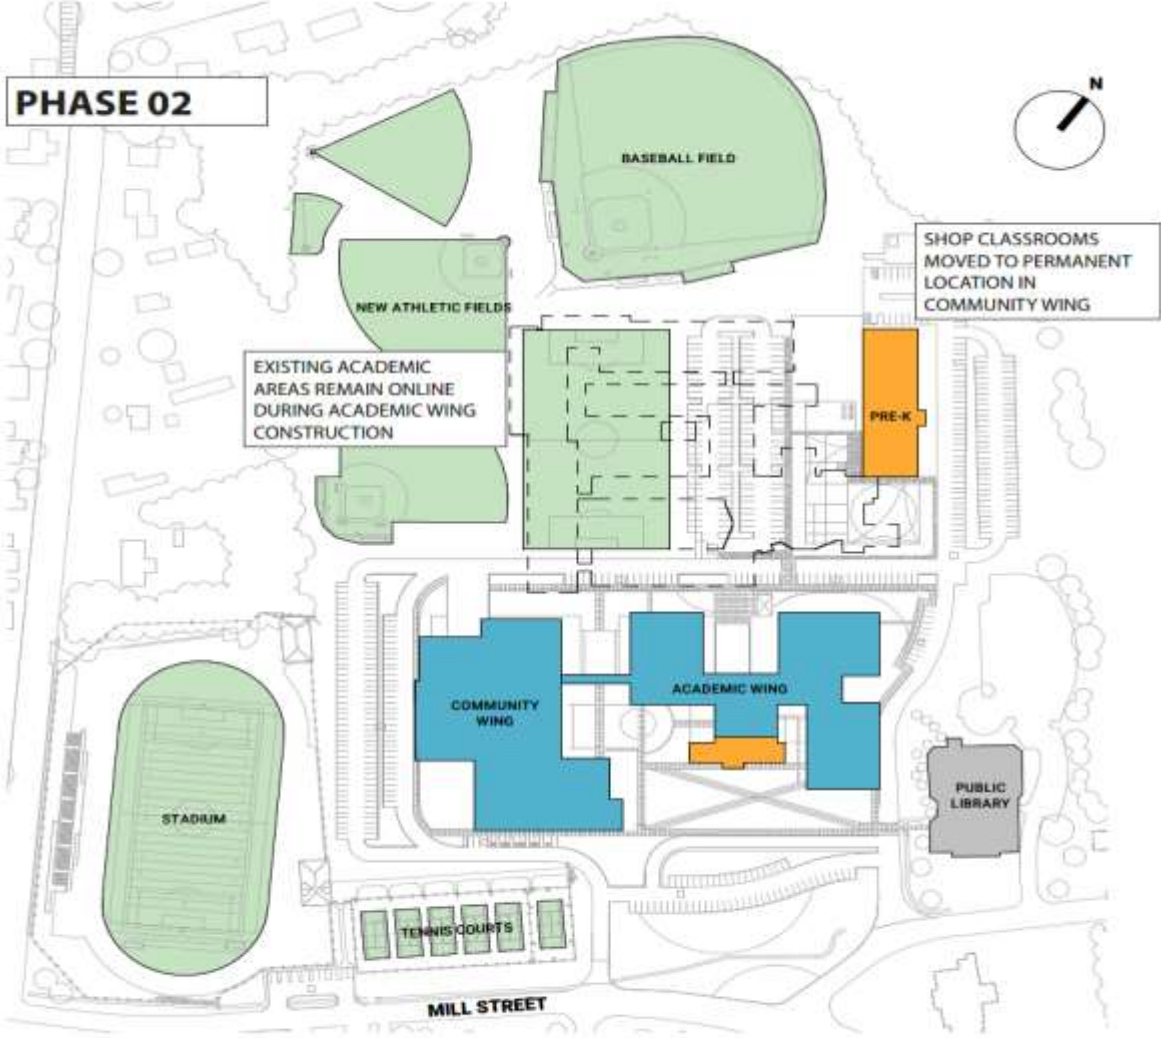 PHASE 02
N
BASEBALL FIELD
SHOP CLASSROOMS
MOVED TO PERMANENT
LOCATION IN
COMMUNITY WING
NEW ATHLETIC FIELDS
EXISTING ACADEMIC
AREAS REMAIN ONLINE
DURING ACADEMIC WING
CONSTRUCTION
PRE-K
ACADEMIC WING
COMMUNITY
WING
PUBLIC
LIBRARY
STADIUM
TENNIS COURTS
MILL STREET